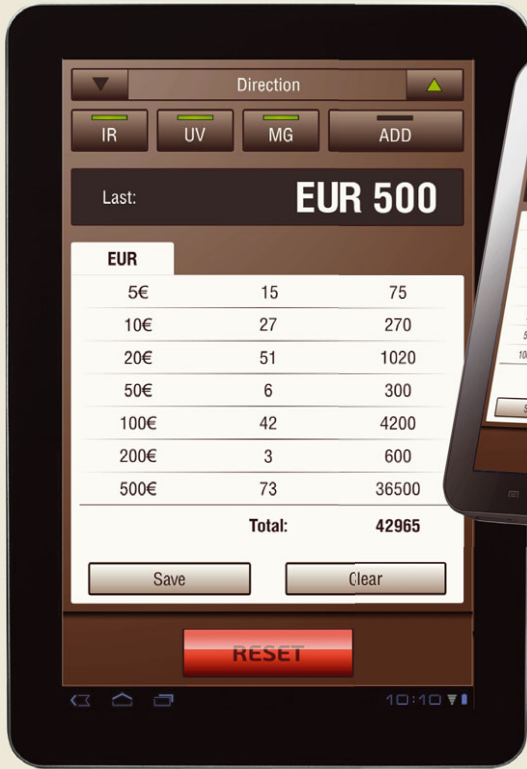 Direction
IR UV MG ADD
Last: EUR 500
EUR
5€ 15 75
10€ 27 270
20€ 51 1020
50€ 6 300
100€ 42 4200
200€ 3 600
500€ 73 36500
Total: 42965
Save Clear
RESET
10:10